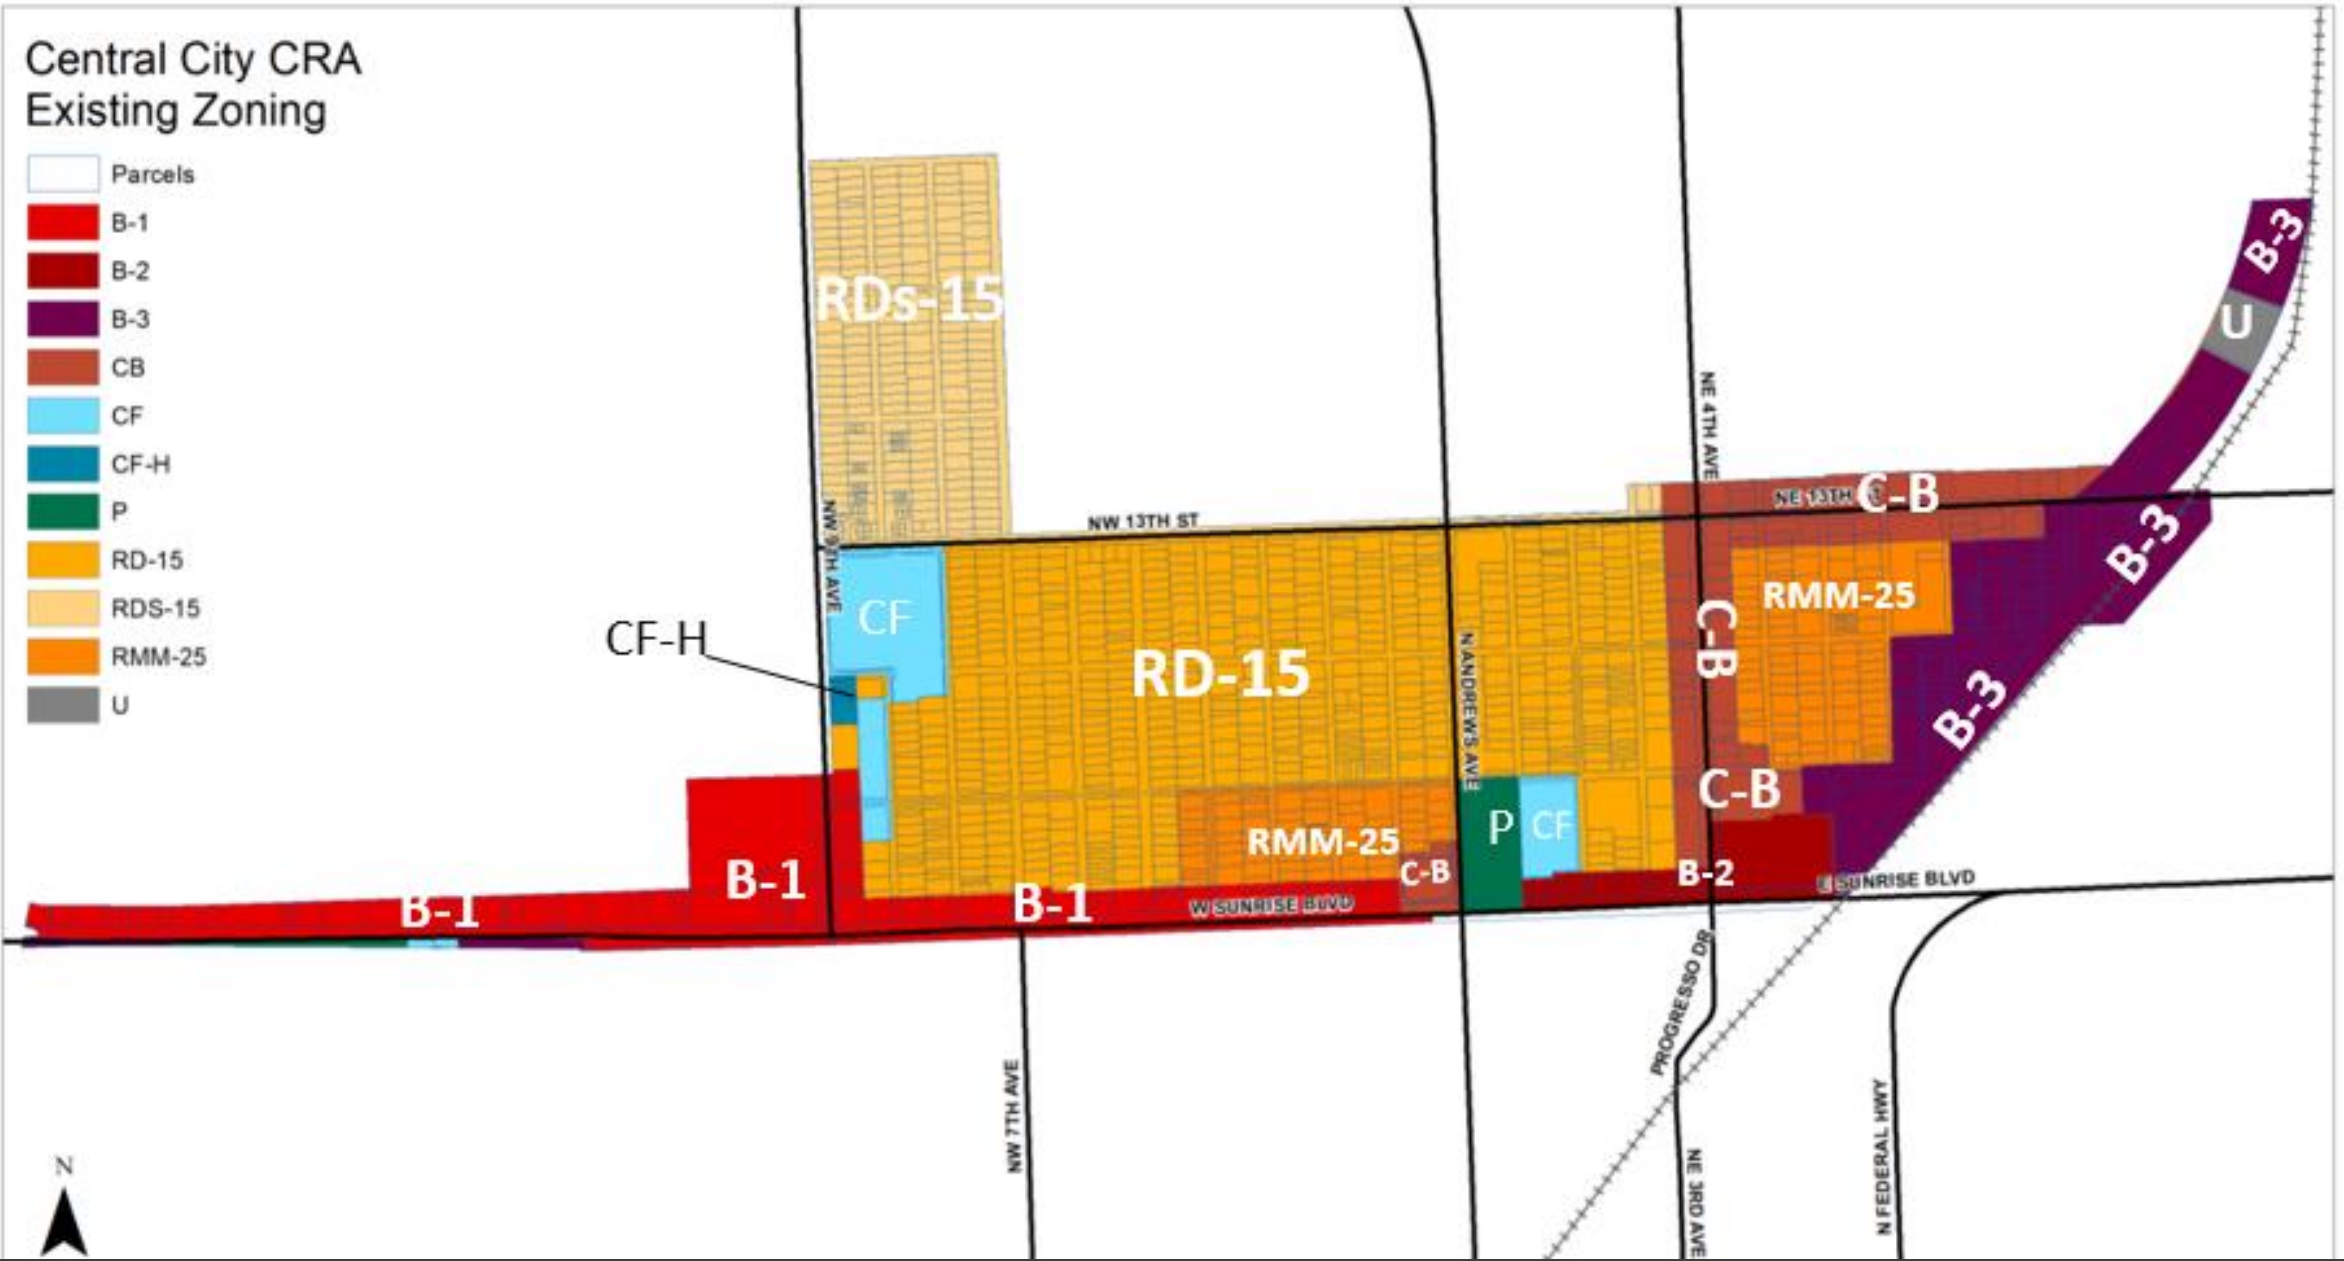 Central City CRA
Existing Zoning
Parcels
B-1
B-2
B-3
CB
CF
CF-H
P
RD-15
RDS-15
RMM-25
U
RDs-15
B-3
U
NE 4TH AVE
NE 13TH
C-B
NW 13TH ST
NW 9TH AVE
B-3
CF
CF-H
RD-15
RMM-25
C-B
N ANDREWS AVE
B-3
C-B
P
CF
RMM-25
C-B
B-2
E SUNRISE BLVD
B-1
B-1
B-1
W SUNRISE BLVD
PROGRESSO DR
NW 7TH AVE
NE 3RD AVE
N FEDERAL HWY
N